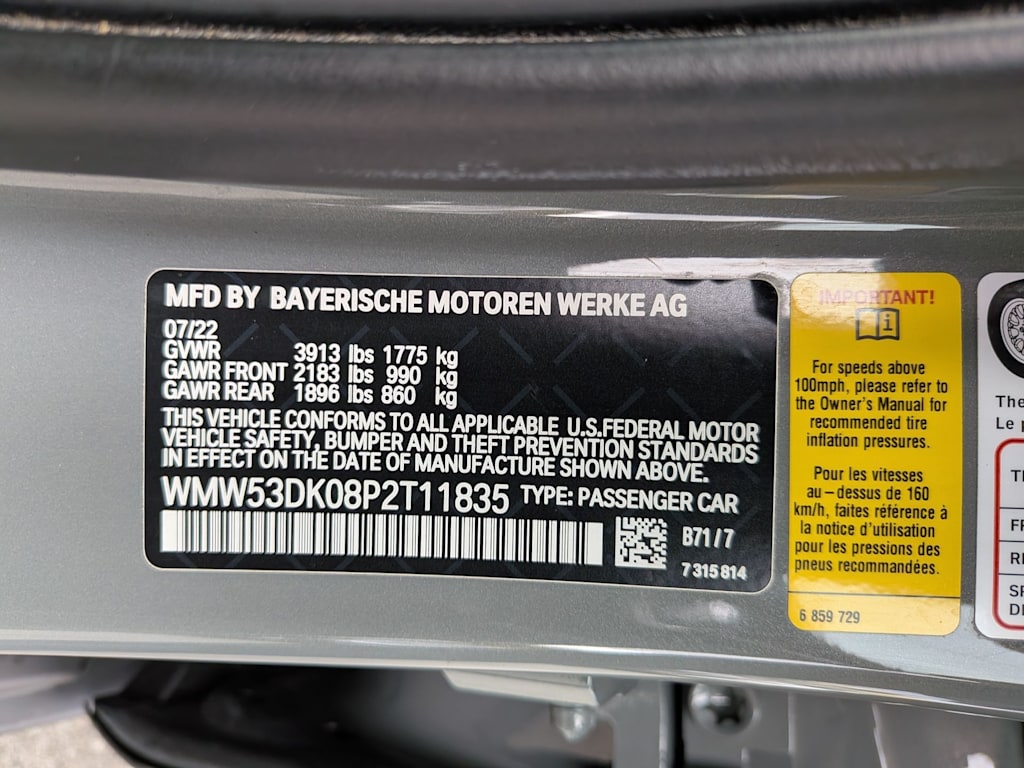 MFD BY BAYERISCHE MOTOREN WERKE AG
07/22
GVWR 3913 lbs 1775 kg
GAWR FRONT 2183 lbs 990 kg
GAWR REAR 1896 lbs 860 kg
THIS VEHICLE CONFORMS TO ALL APPLICABLE U.S.FEDERAL MOTOR
VEHICLE SAFETY, BUMPER AND THEFT PREVENTION STANDARDS
IN EFFECT ON THE DATE OF MANUFACTURE SHOWN ABOVE.
WMW53DK08P2T11835 TYPE: PASSENGER CAR
B71/7
7 315 814
IMPORTANT!
For speeds above
100mph, please refer to
the Owner's Manual for
recommended tire
inflation pressures.
Pour les vitesses
au-dessus de 160
km/h, faites référence à
la notice d'utilisation
pour les pressions des
pneus recommandées.
6 859 729
The
Le